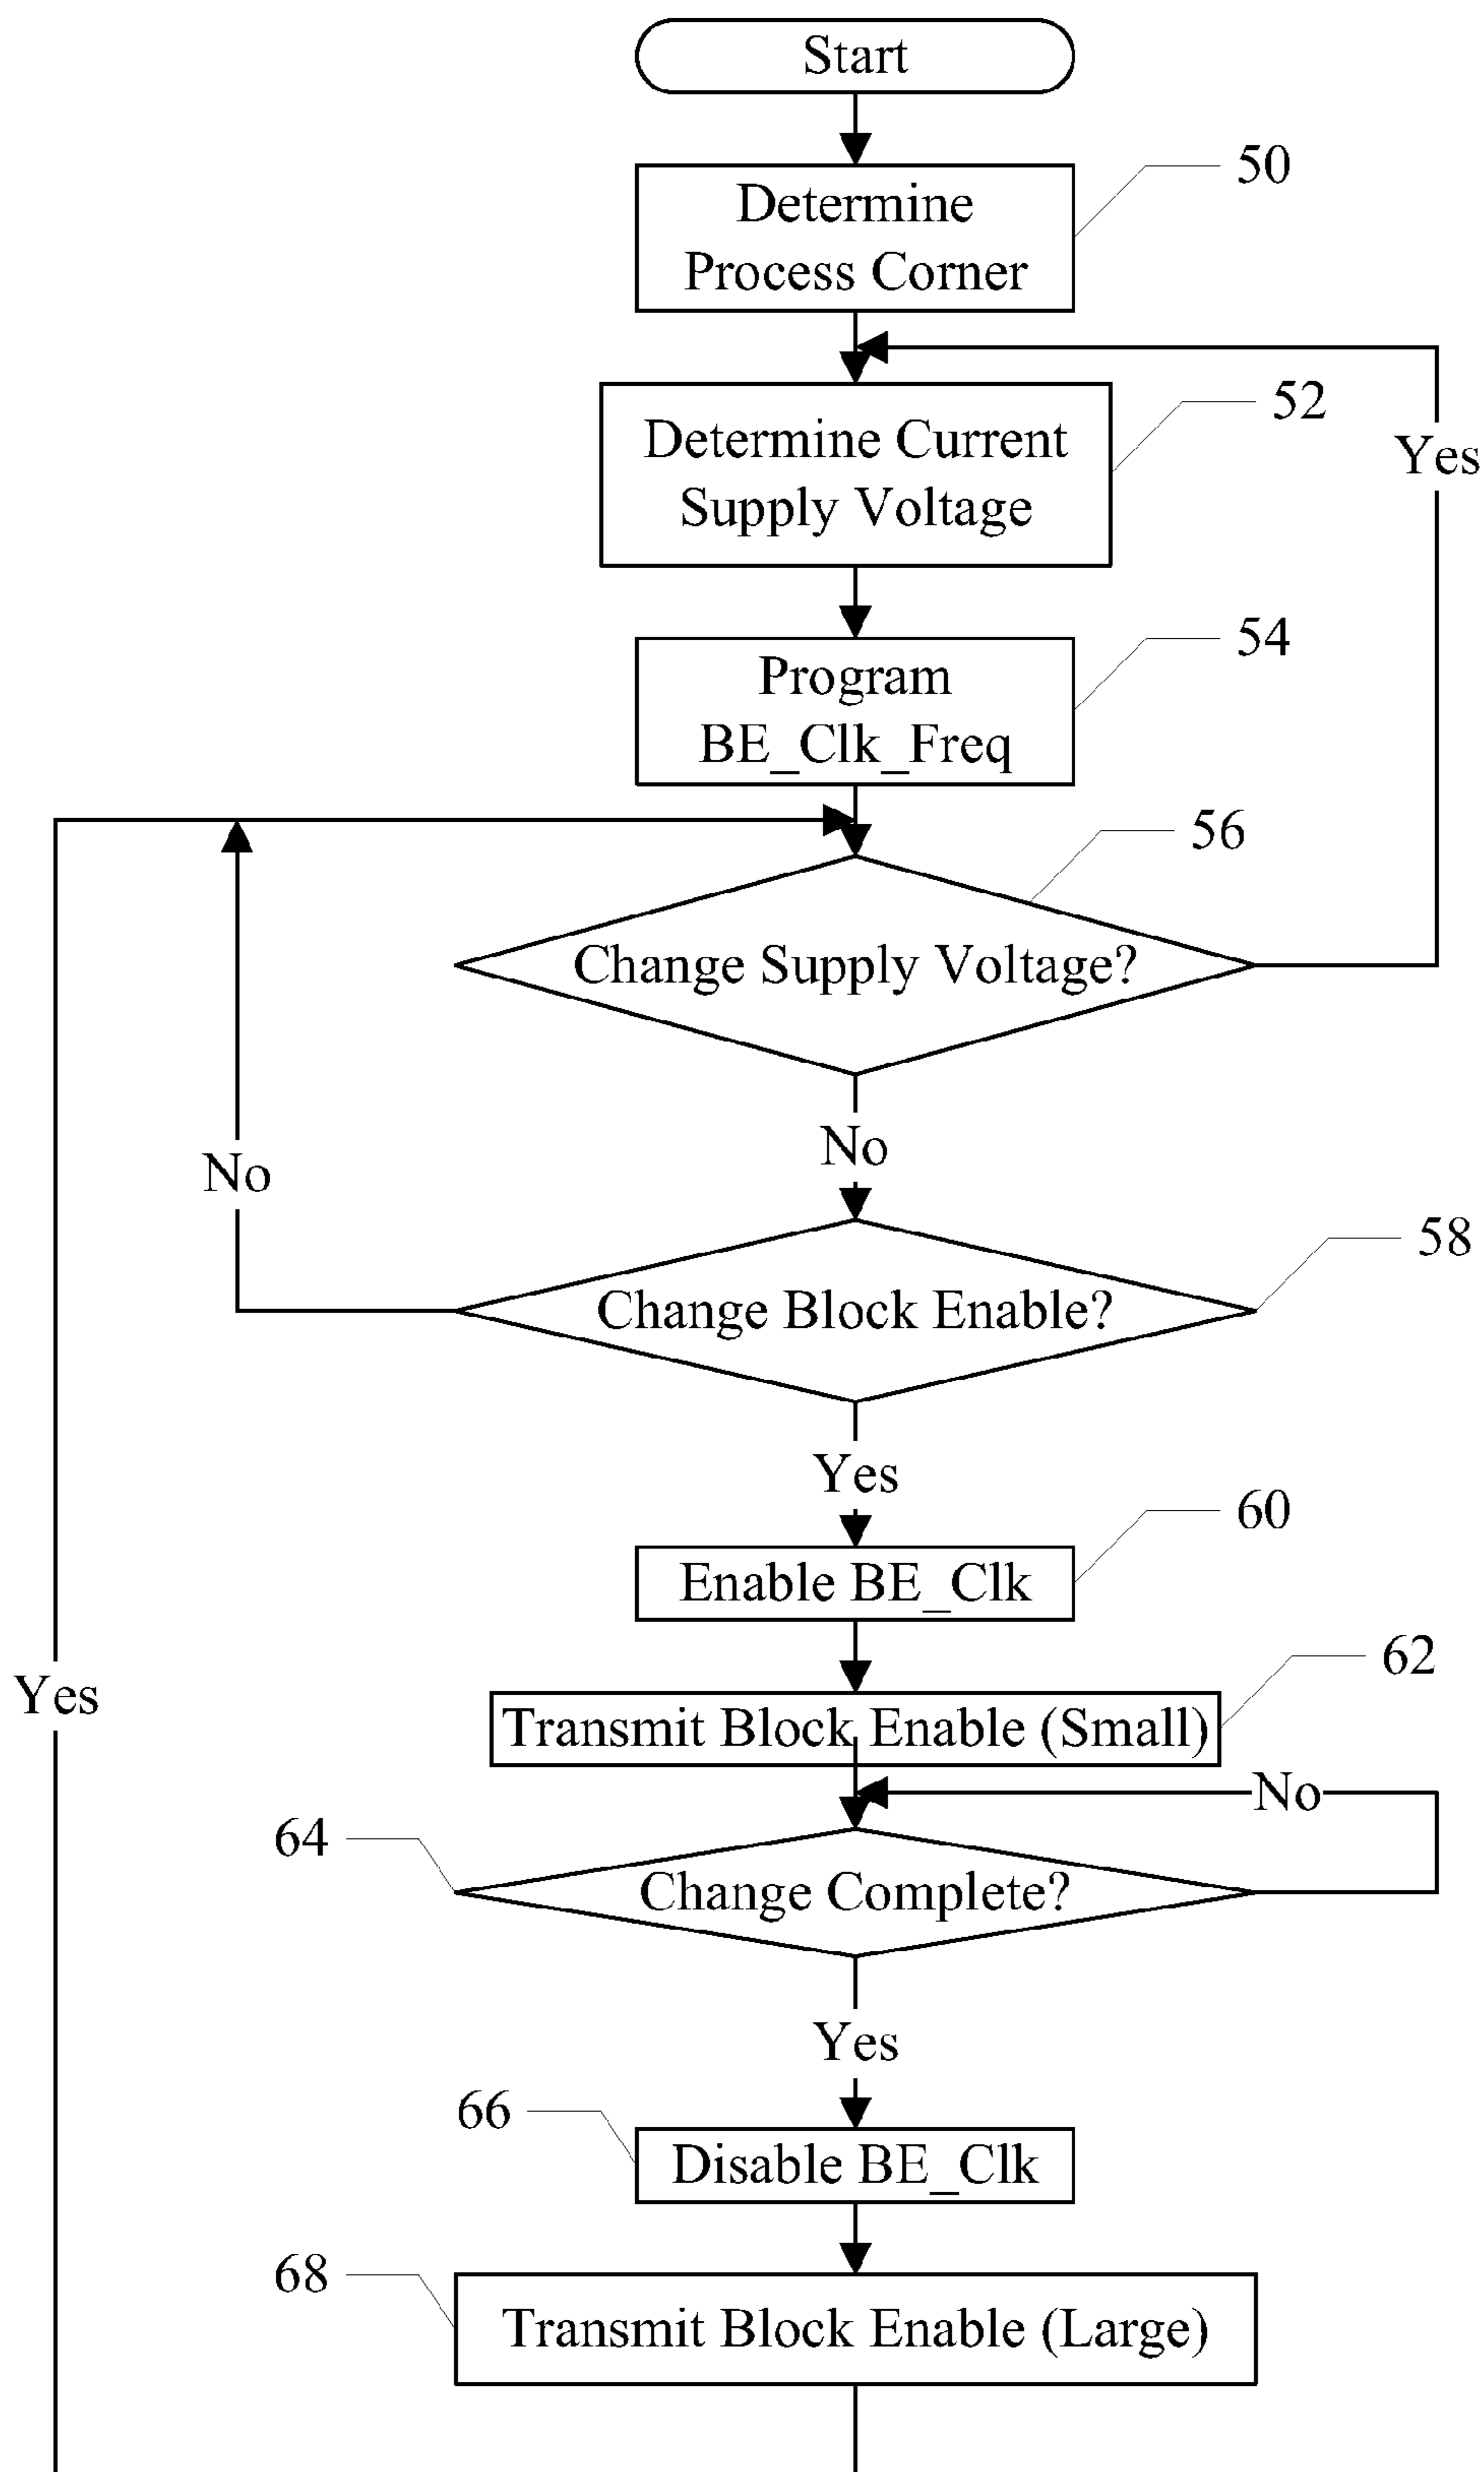 Start
50
Determine
Process Corner
52
Determine Current
Supply Voltage
Yes
54
Program
BE_Clk_Freq
56
Change Supply Voltage?
No
No
58
Change Block Enable?
Yes
60
Enable BE_Clk
62
Yes
Transmit Block Enable (Small)
No
64
Change Complete?
Yes
66
Disable BE_Clk
68
Transmit Block Enable (Large)